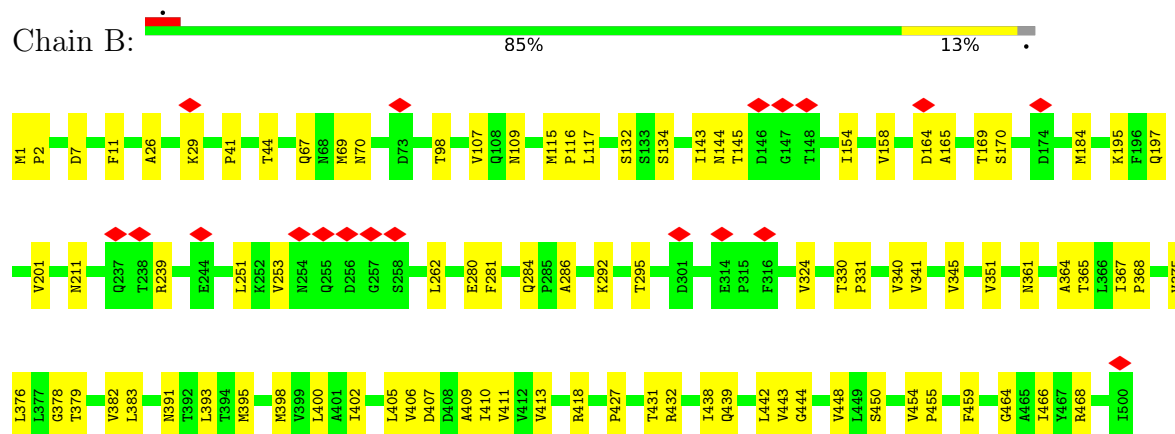 Chain B:
85% 13%
M1 P2 D7 F11 A26 K29 P41 T44 Q67 N68 M69 N70 D73 T98 V107 Q108 N109 M115 P116 L117 S132 S133 S134 I143 N144 T145 D146 G147 T148 I154 V158 D164 A165 T169 S170 D174 M184 K195 F196 Q197
V201 N211 Q237 T238 R239 E244 L251 K252 V253 N254 Q255 D256 G257 S258 L262 E280 F281 Q284 P285 A286 K292 T295 D301 E314 P315 F316 V324 T330 P331 V340 V341 V345 V351 N361 A364 T365 L366 I367 P368
L376 L377 G378 T379 V382 L383 N391 T392 L393 T394 M395 M398 V399 L400 A401 I402 L405 V406 D407 D408 A409 I410 V411 V412 V413 R418 P427 T431 R432 I438 Q439 L442 V443 G444 V448 L449 S450 V454 P455 F459 G464 A465 I466 Y467 R468 I500